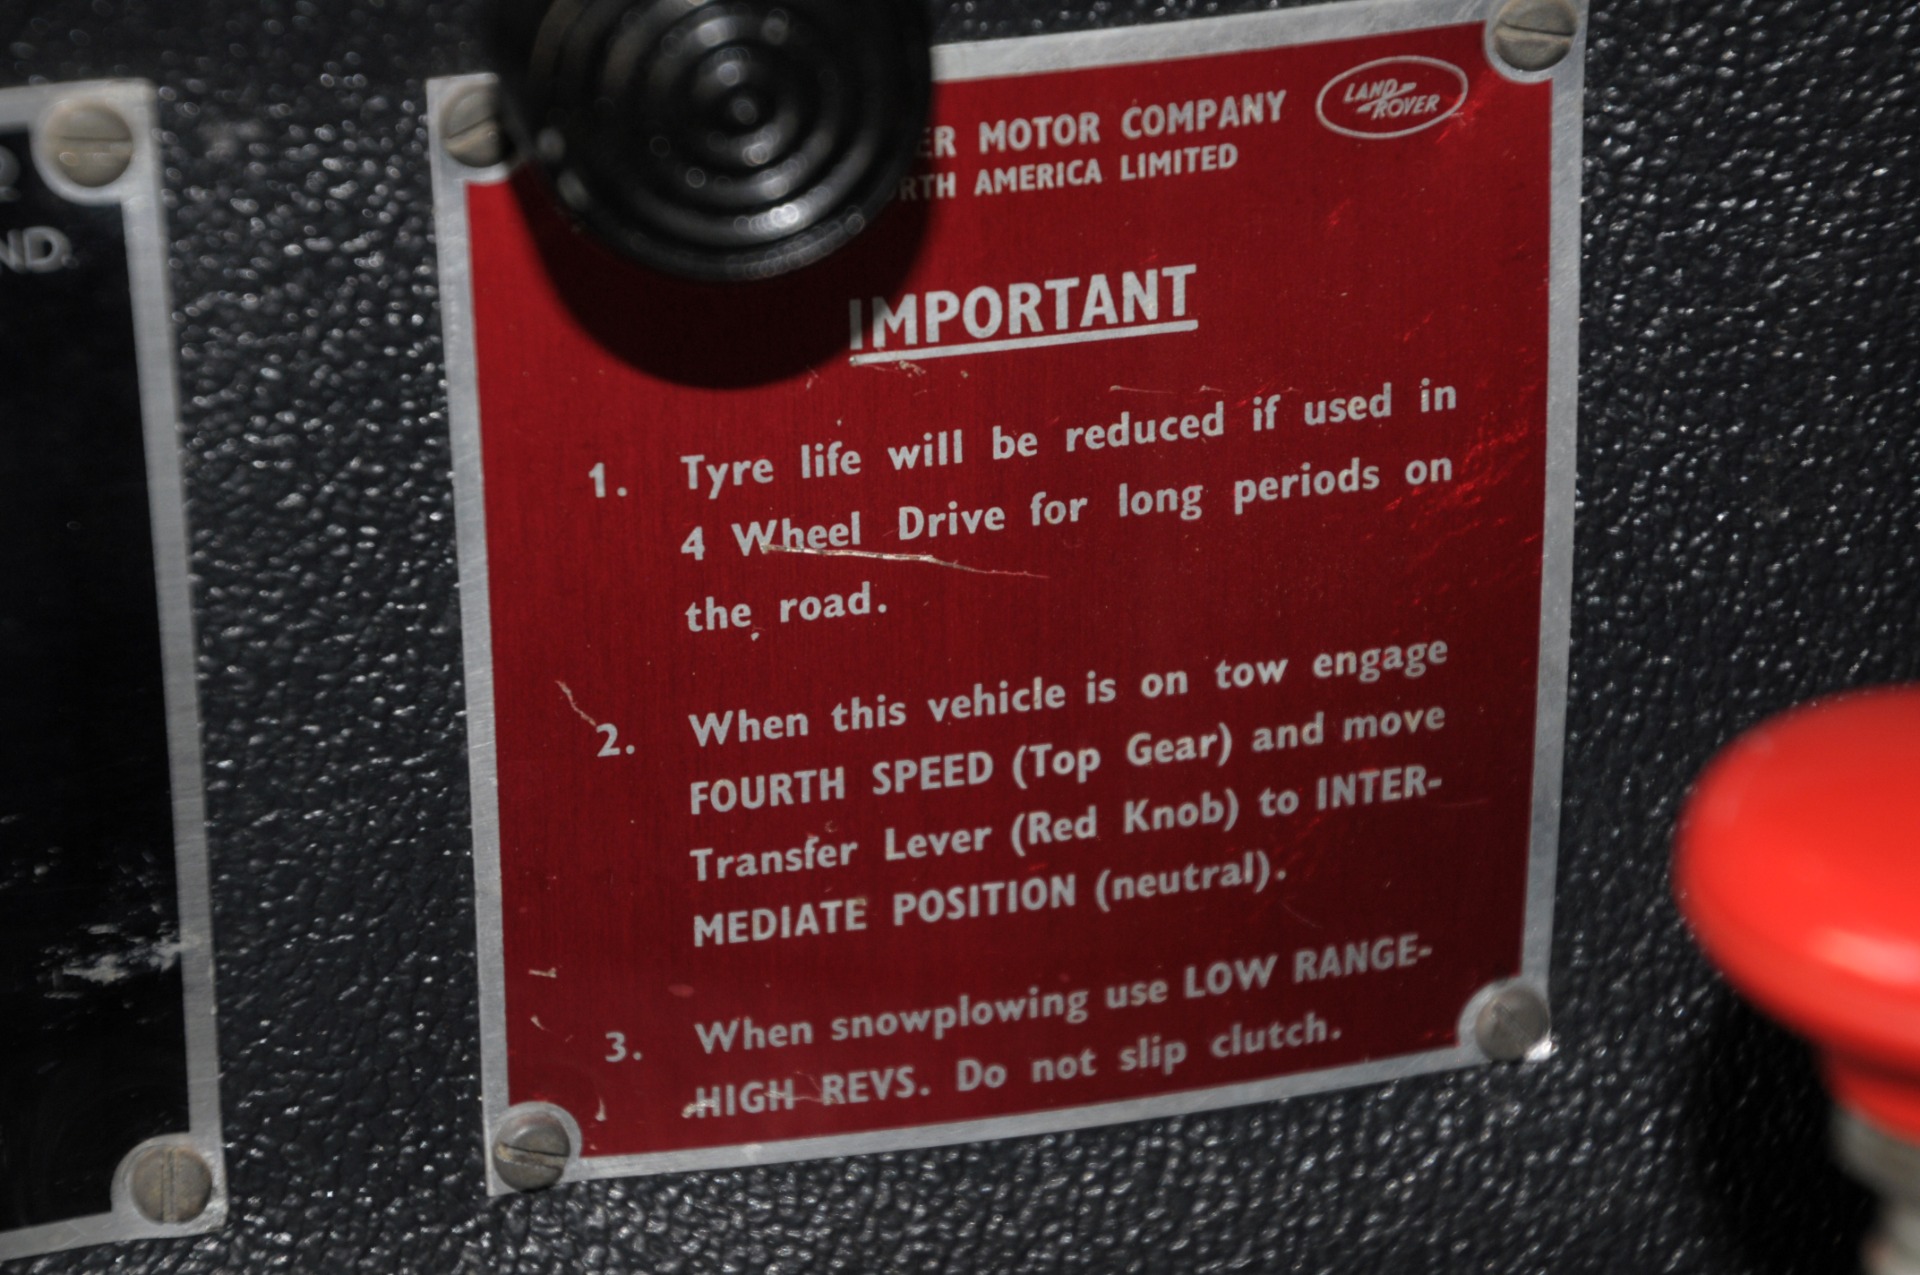 MOTOR COMPANY
LAND ROVER
AMERICA LIMITED
IMPORTANT
1. Tyre life will be reduced if used in
4 Wheel Drive for long periods on
the road.
2. When this vehicle is on tow engage
FOURTH SPEED (Top Gear) and move
Transfer Lever (Red Knob) to INTER-
MEDIATE POSITION (neutral).
3. When snowplowing use LOW RANGE-
HIGH REVS. Do not slip clutch.